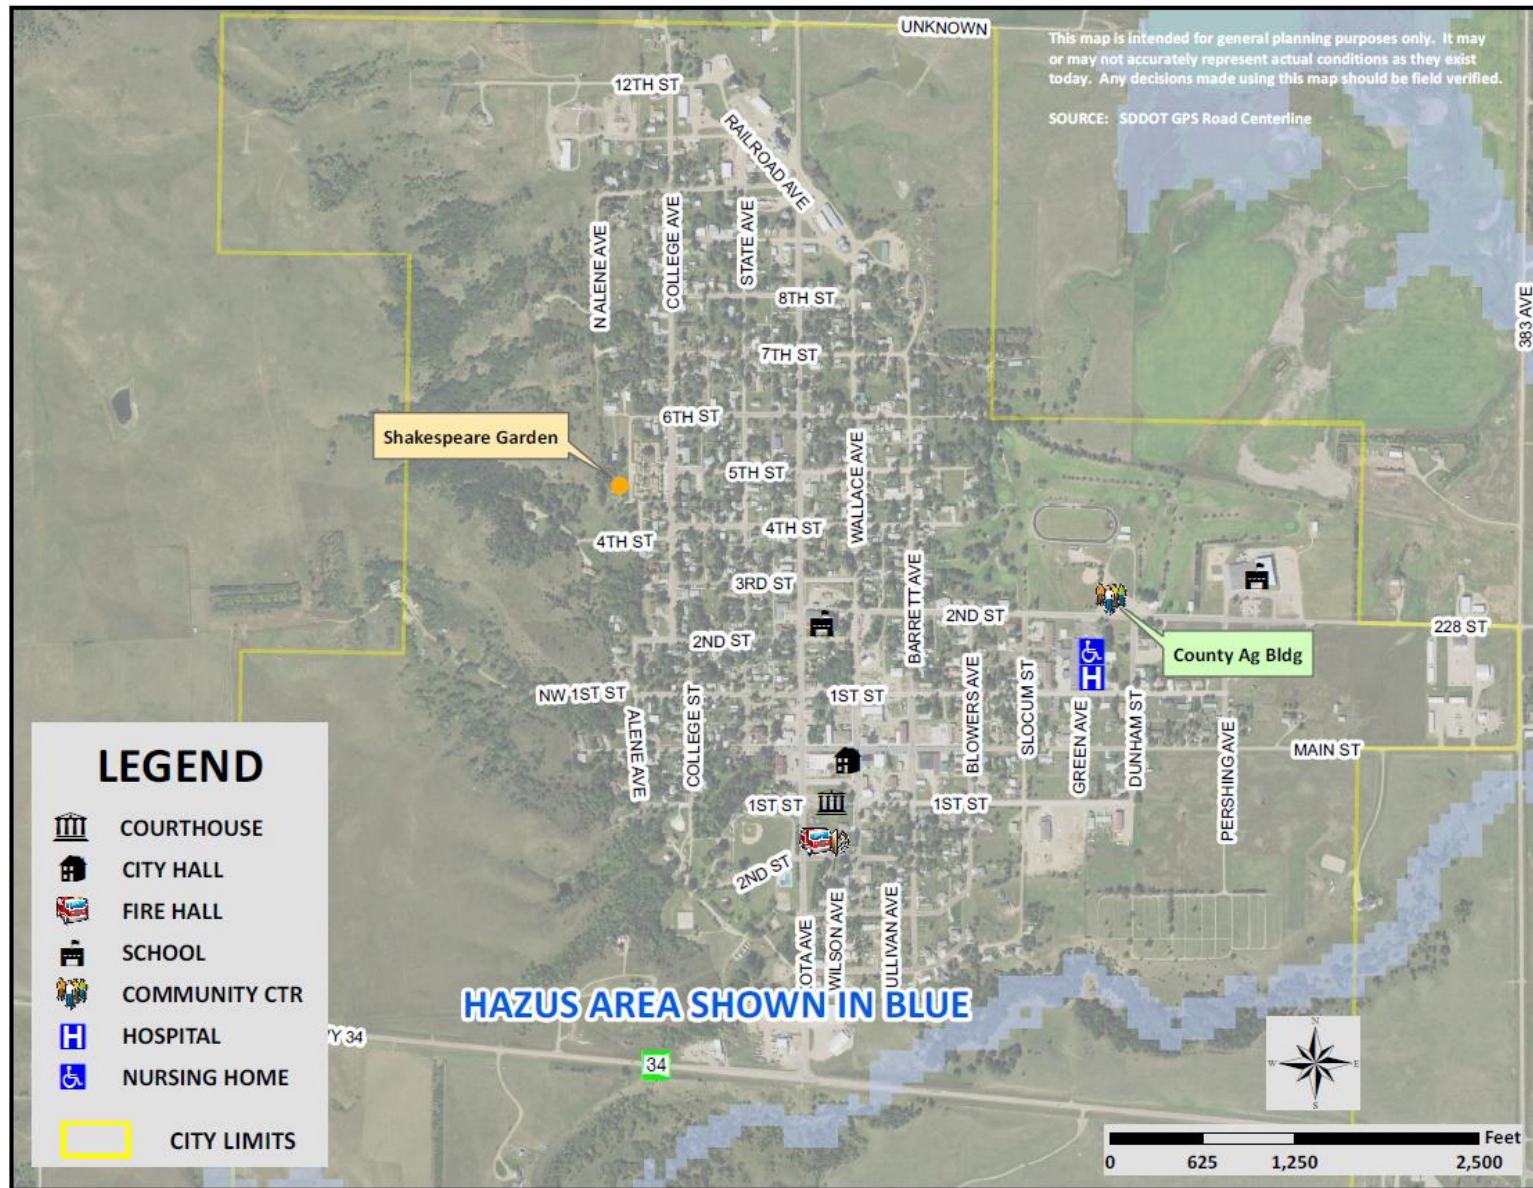 UNKNOWN
This map is intended for general planning purposes only. It may
or may not accurately represent actual conditions as they exist
today. Any decisions made using this map should be field verified.
SOURCE: SDDOT GPS Road Centerline
12TH ST
RAILROAD AVE
N ALENE AVE
COLLEGE AVE
STATE AVE
8TH ST
383 AVE
7TH ST
6TH ST
Shakespeare Garden
WALLACE AVE
5TH ST
4TH ST
4TH ST
3RD ST
BARRETT AVE
2ND ST
228 ST
2ND ST
County Ag Bldg
H
NW 1ST ST
1ST ST
ALENE AVE
COLLEGE ST
BLOWERS AVE
SLOCUM ST
GREEN AVE
DUNHAM ST
PERSHING AVE
MAIN ST
1ST ST
1ST ST
2ND ST
OTA AVE
WILSON AVE
ULLIVAN AVE
HAZUS AREA SHOWN IN BLUE
Y 34
34
LEGEND
COURTHOUSE
CITY HALL
FIRE HALL
SCHOOL
COMMUNITY CTR
H HOSPITAL
NURSING HOME
CITY LIMITS
N
W E
S
Feet
0 625 1,250 2,500